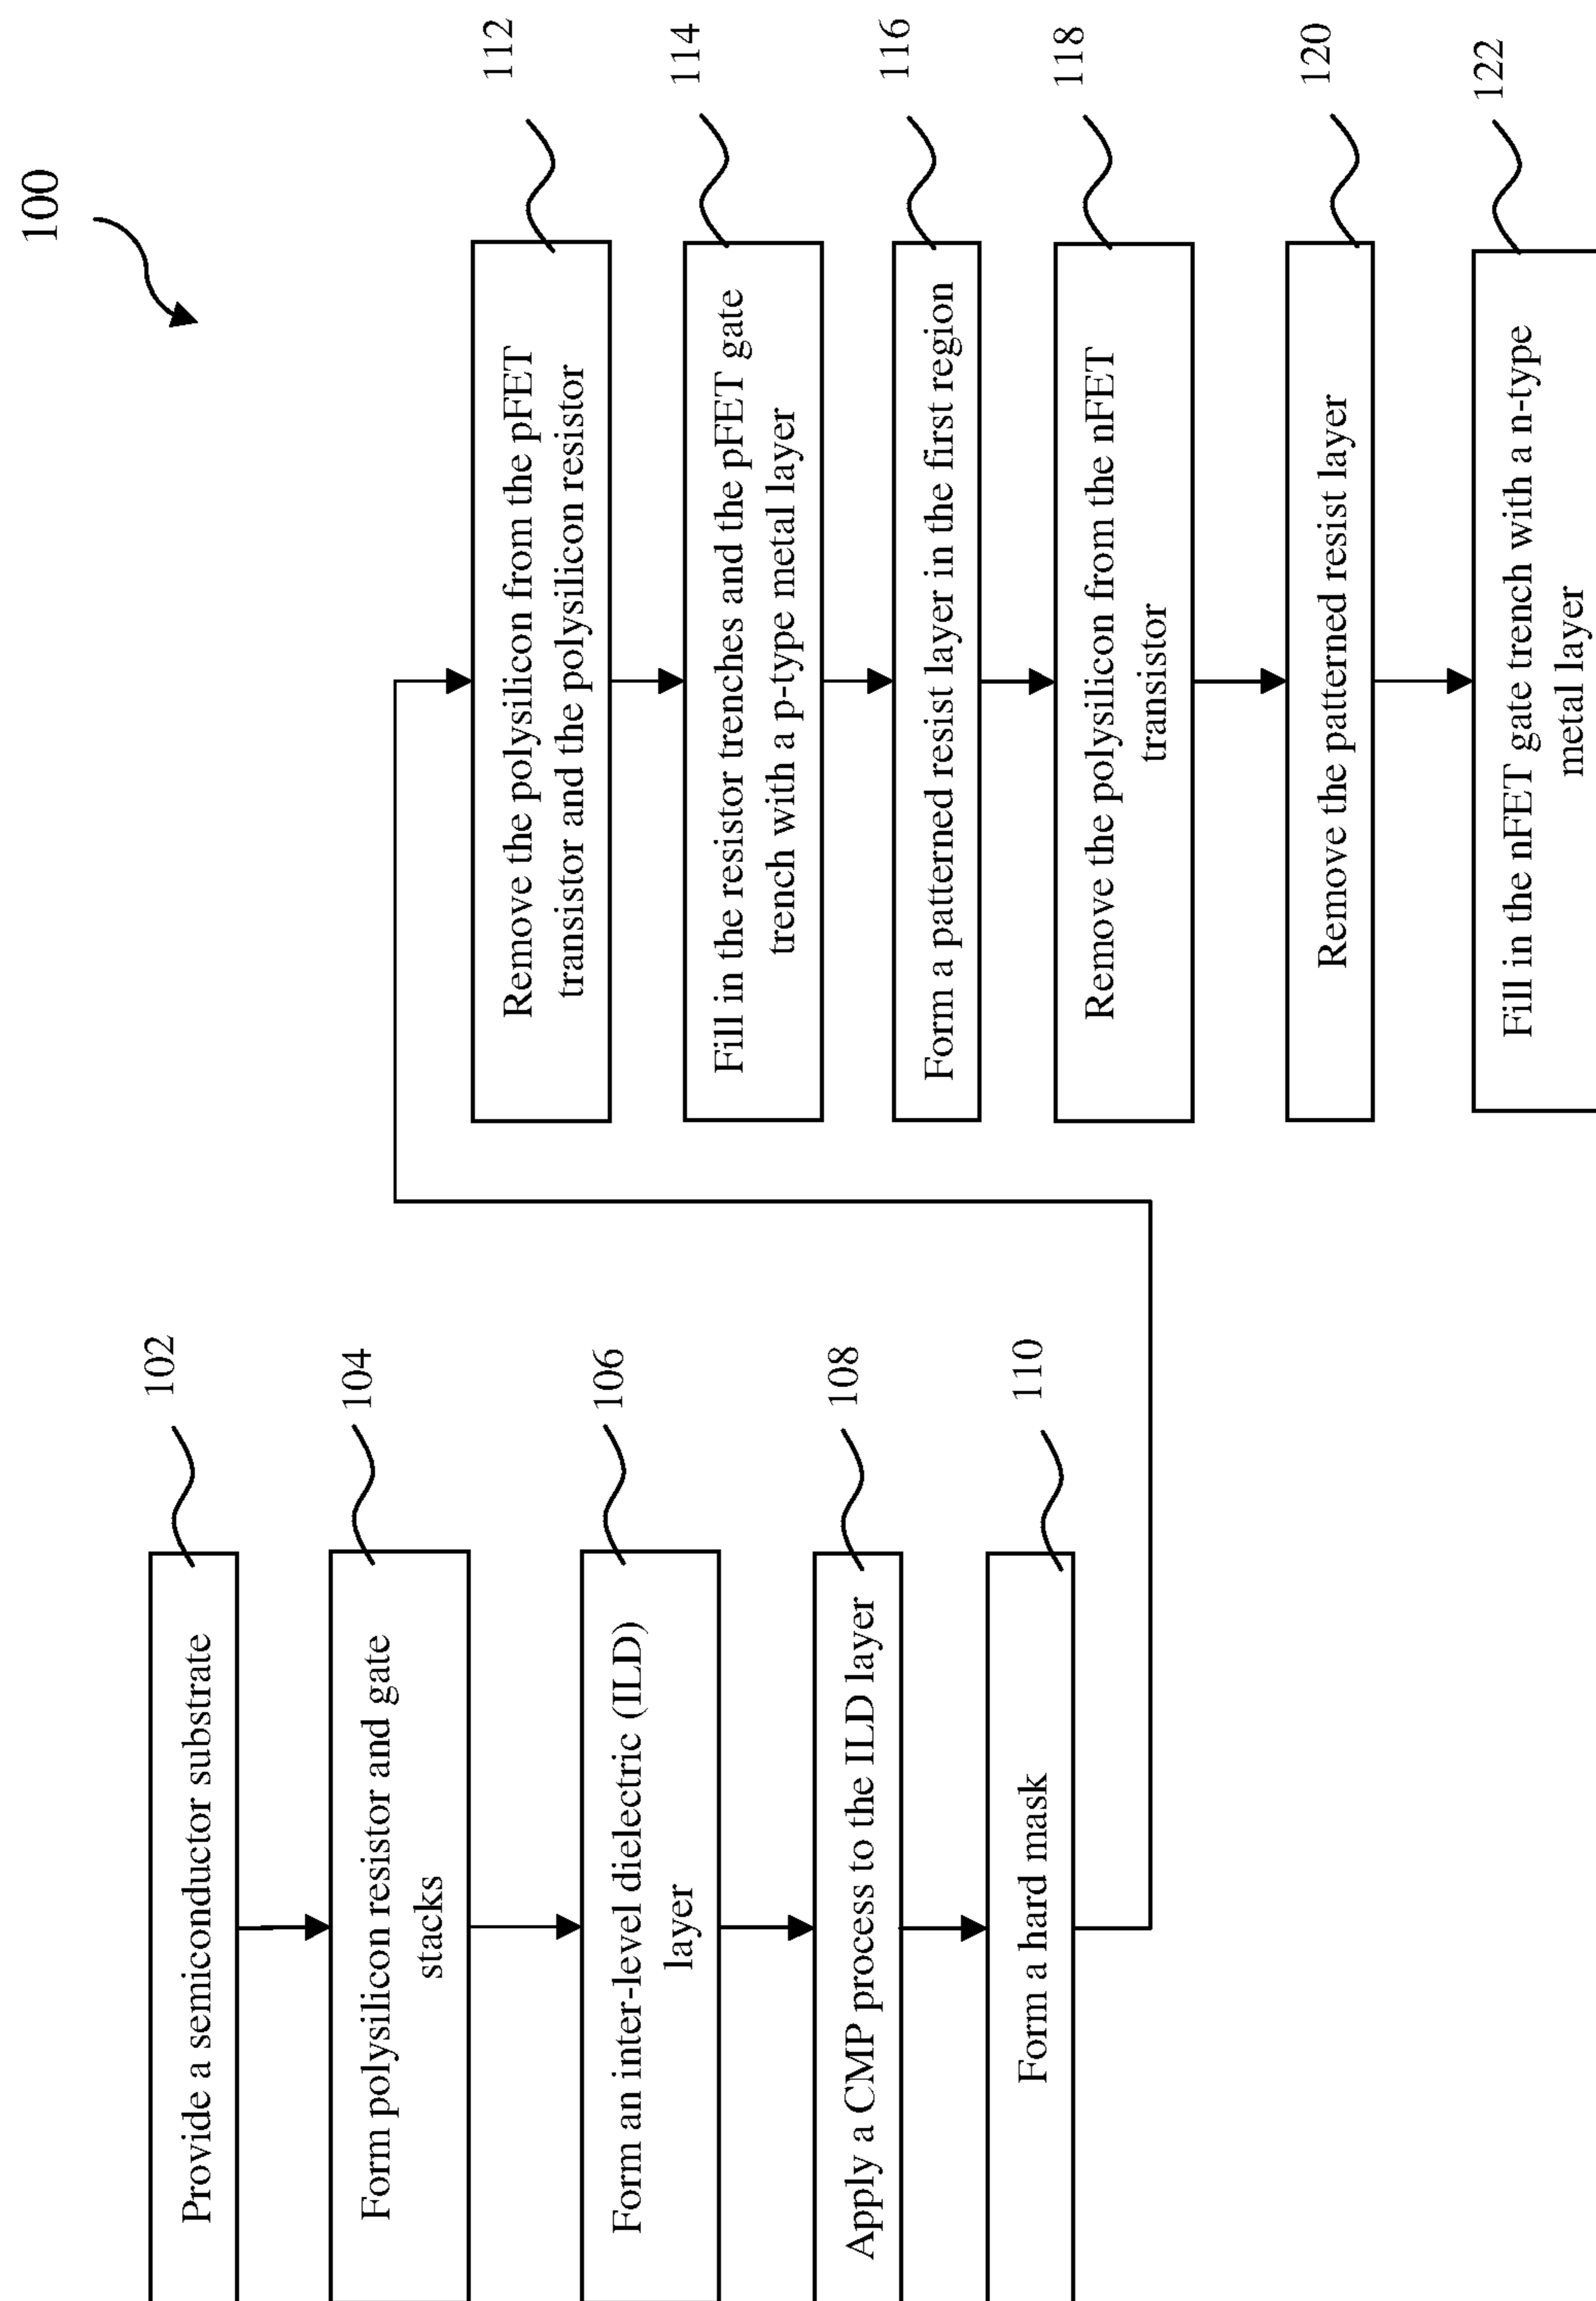 100
102
Provide a semiconductor substrate
104
Form polysilicon resistor and gate
stacks
106
Form an inter-level dielectric (ILD)
layer
108
Apply a CMP process to the ILD layer
110
Form a hard mask
112
Remove the polysilicon from the pFET
transistor and the polysilicon resistor
114
Fill in the resistor trenches and the pFET gate
trench with a p-type metal layer
116
Form a patterned resist layer in the first region
118
Remove the polysilicon from the nFET
transistor
120
Remove the patterned resist layer
122
Fill in the nFET gate trench with a n-type
metal layer